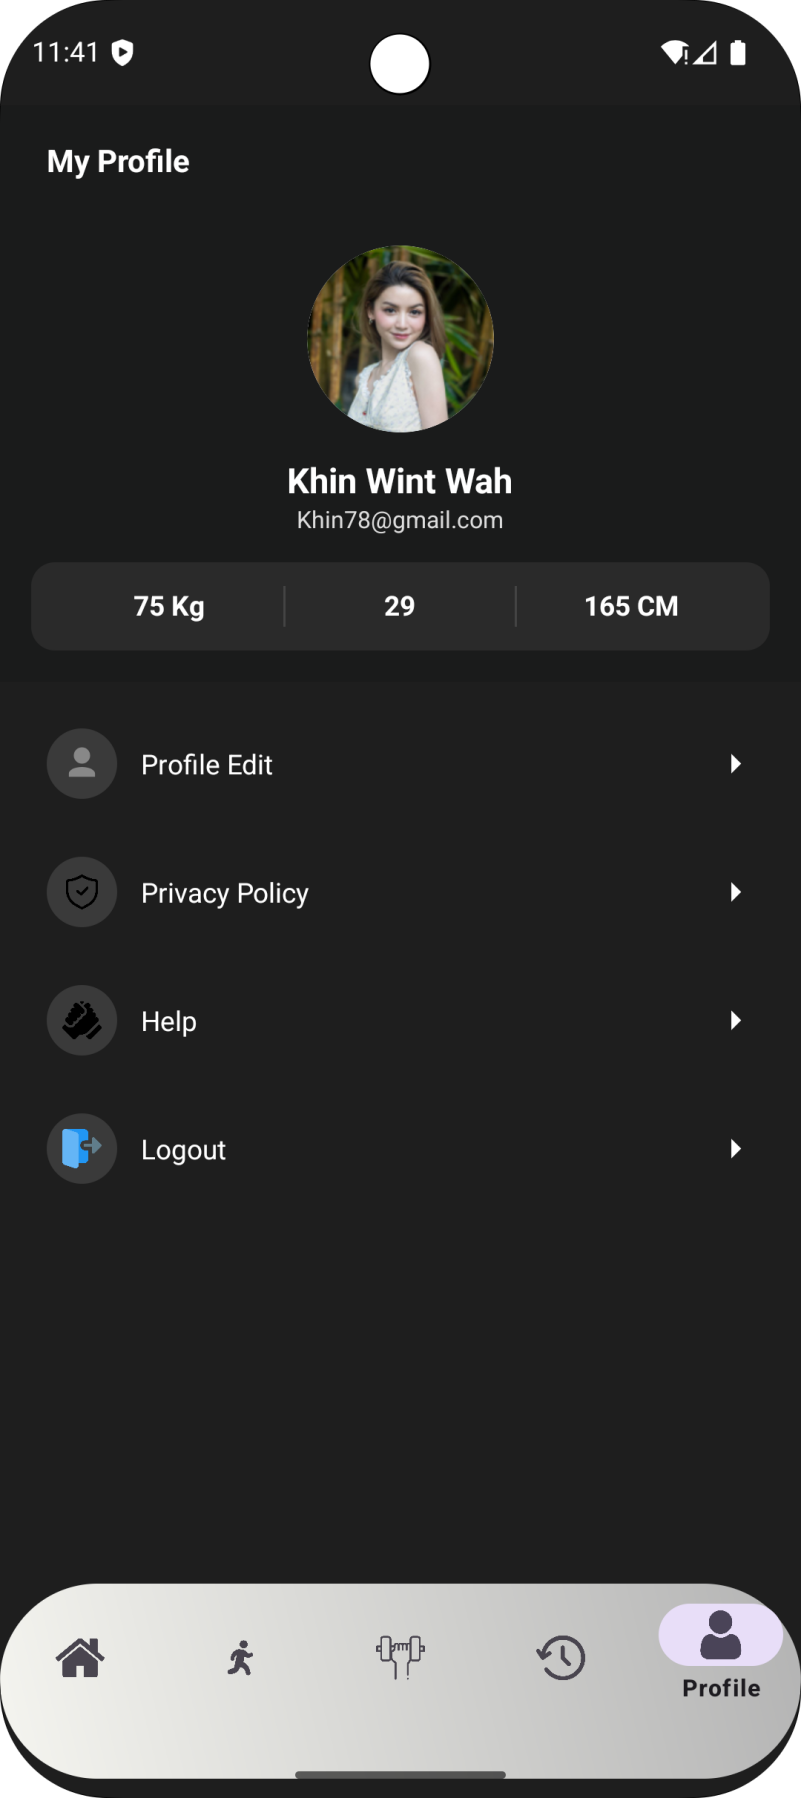 11:41
My Profile
Khin Wint Wah
Khin78@gmail.com
75 Kg
29
165 CM
Profile Edit
Privacy Policy
Help
Logout
Profile